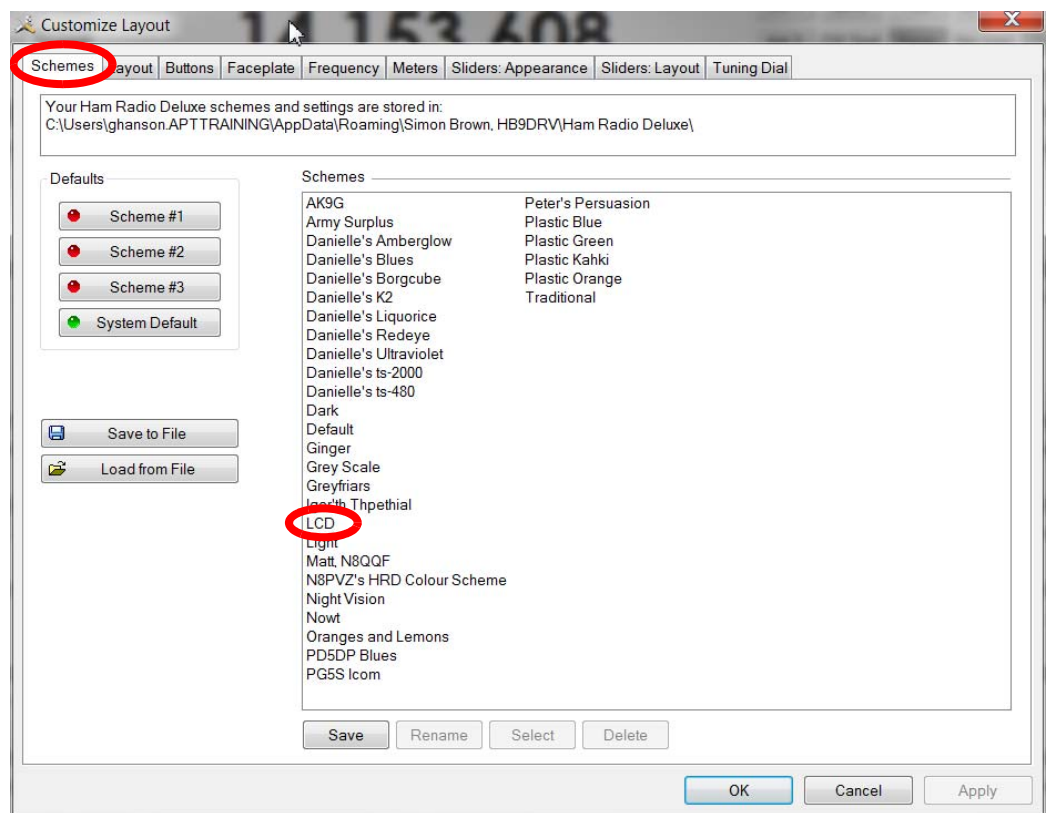 Customize Layout
14 153 608
X
Schemes Layout Buttons Faceplate Frequency Meters Sliders: Appearance Sliders: Layout Tuning Dial
Your Ham Radio Deluxe schemes and settings are stored in:
C:\Users\ghanson.APTTRAINING\AppData\Roaming\Simon Brown, HB9DRV\Ham Radio Deluxe\
Defaults
Scheme #1
Scheme #2
Scheme #3
System Default
Save to File
Load from File
Schemes
AK9G
Army Surplus
Danielle's Amberglow
Danielle's Blues
Danielle's Borgcube
Danielle's K2
Danielle's Liquorice
Danielle's Redeye
Danielle's Ultraviolet
Danielle's ts-2000
Danielle's ts-480
Dark
Default
Ginger
Grey Scale
Greyfriars
Igor'th Thpethial
LCD
Light
Matt, N8QQF
N8PVZ's HRD Colour Scheme
Night Vision
Nowt
Oranges and Lemons
PD5DP Blues
PG5S Icom
Peter's Persuasion
Plastic Blue
Plastic Green
Plastic Kahki
Plastic Orange
Traditional
Save Rename Select Delete
OK Cancel Apply